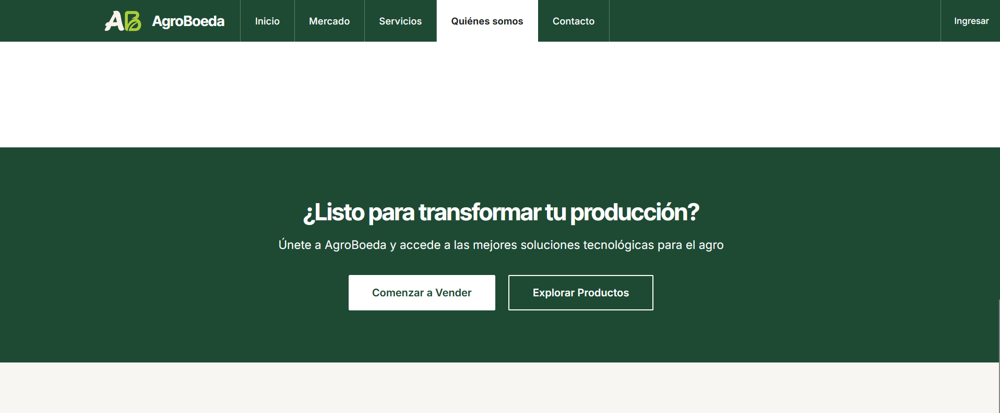 AB AgroBoeda Inicio Mercado Servicios Quiénes somos Contacto Ingresar
¿Listo para transformar tu producción?
Únete a AgroBoeda y accede a las mejores soluciones tecnológicas para el agro
Comenzar a Vender Explorar Productos